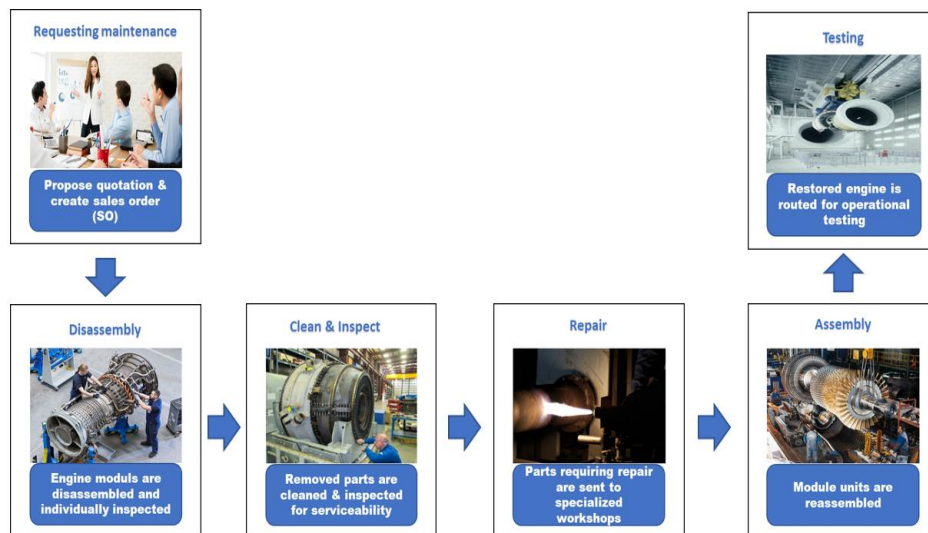 Requesting maintenance
Propose quotation &
create sales order
(SO)
Testing
Restored engine is
routed for operational
testing
Disassembly
Engine moduls are
disassembled and
individually inspected
Clean & Inspect
Removed parts are
cleaned & inspected
for serviceability
Repair
Parts requiring repair
are sent to
specialized
workshops
Assembly
Module units are
reassembled